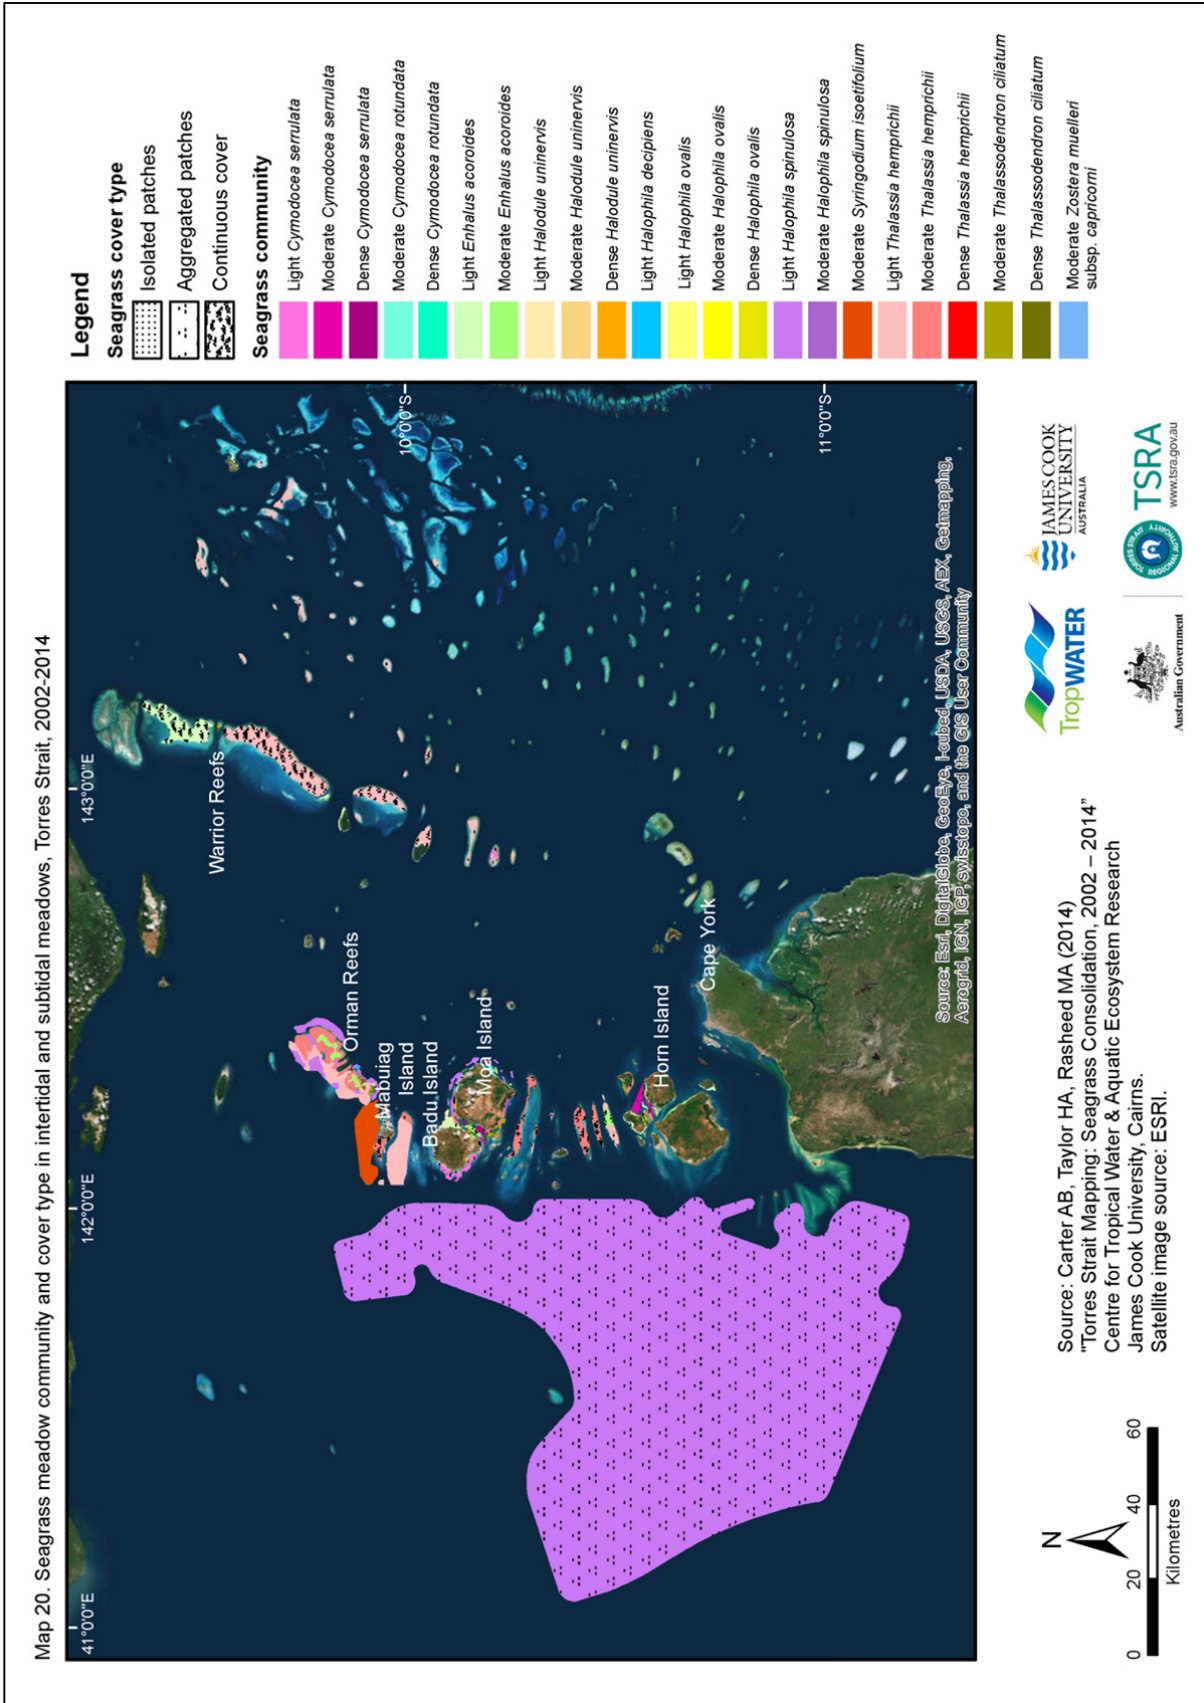 Map 20. Seagrass meadow community and cover type in intertidal and subtidal meadows, Torres Strait, 2002-2014
41°0'0"E
142°0'0"E
143°0'0"E
10°0'0"S
11°0'0"S
Warrior Reefs
Orman Reefs
Mabuiag
Island
Badu Island
Moa Island
Horn Island
Cape York
Source: Esri, DigitalGlobe, GeoEye, i-cubed, USDA, USGS, AEX, Getmapping,
Aerogrid, IGN, IGP, swisstopo, and the GIS User Community
Legend
Seagrass cover type
Isolated patches
Aggregated patches
Continuous cover
Seagrass community
Light Cymodocea serrulata
Moderate Cymodocea serrulata
Dense Cymodocea serrulata
Moderate Cymodocea rotundata
Dense Cymodocea rotundata
Light Enhalus acoroides
Moderate Enhalus acoroides
Light Halodule uninervis
Moderate Halodule uninervis
Dense Halodule uninervis
Light Halophila decipiens
Light Halophila ovalis
Moderate Halophila ovalis
Dense Halophila ovalis
Light Halophila spinulosa
Moderate Halophila spinulosa
Moderate Syringodium isoetifolium
Light Thalassia hemprichii
Moderate Thalassia hemprichii
Dense Thalassia hemprichii
Moderate Thalassodendron ciliatum
Dense Thalassodendron ciliatum
Moderate Zostera muelleri
subsp. capricorni
N
0 20 40 60
Kilometres
Source: Carter AB, Taylor HA, Rasheed MA (2014)
"Torres Strait Mapping: Seagrass Consolidation, 2002 – 2014"
Centre for Tropical Water & Aquatic Ecosystem Research
James Cook University, Cairns.
Satellite image source: ESRI.
TropWATER
JAMES COOK
UNIVERSITY
AUSTRALIA
Australian Government
TORRES STRAIT
REGIONAL AUTHORITY
TSRA
www.tsra.gov.au